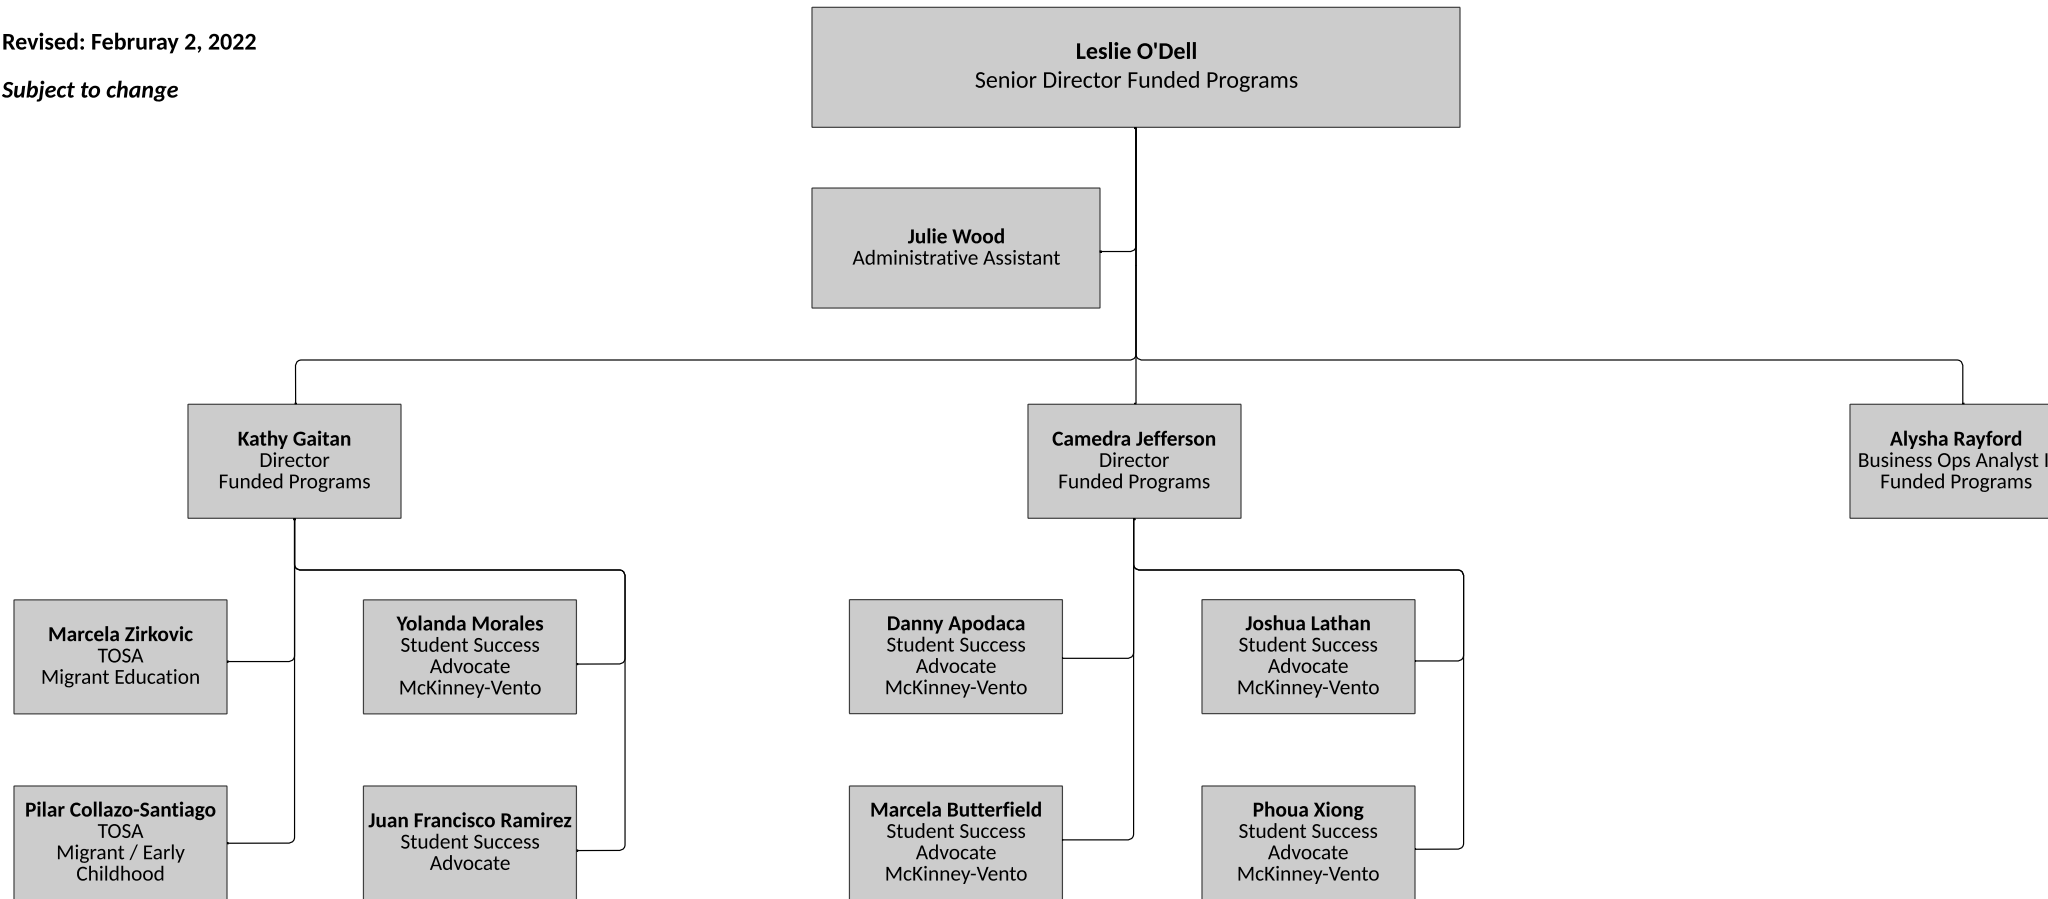 Revised: Februray 2, 2022
Subject to change
Leslie O'Dell
Senior Director Funded Programs
Julie Wood
Administrative Assistant
Kathy Gaitan
Director
Funded Programs
Camedra Jefferson
Director
Funded Programs
Alysha Rayford
Business Ops Analyst
Funded Programs
Marcela Zirkovic
TOSA
Migrant Education
Yolanda Morales
Student Success
Advocate
McKinney-Vento
Danny Apodaca
Student Success
Advocate
McKinney-Vento
Joshua Lathan
Student Success
Advocate
McKinney-Vento
Pilar Collazo-Santiago
TOSA
Migrant / Early
Childhood
Juan Francisco Ramirez
Student Success
Advocate
Marcela Butterfield
Student Success
Advocate
McKinney-Vento
Phoua Xiong
Student Success
Advocate
McKinney-Vento